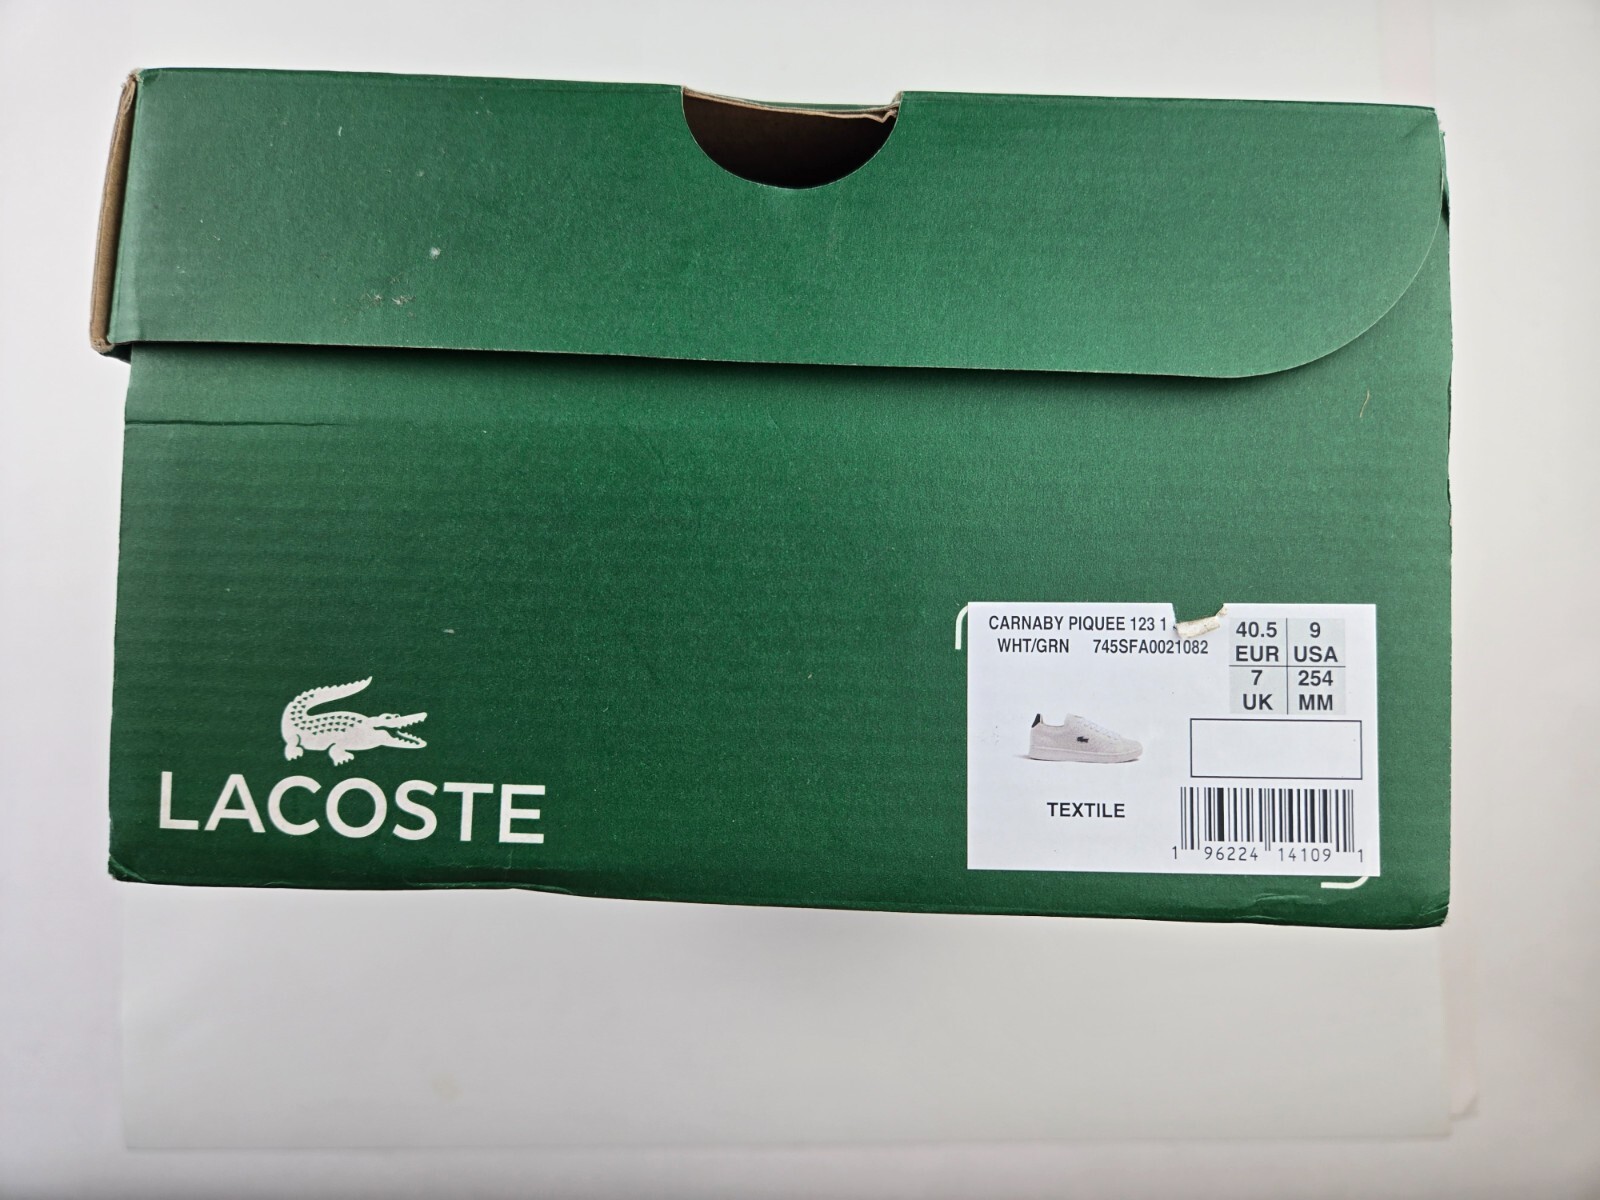 LACOSTE
CARNABY PIQUEE 123 1
WHT/GRN 745SFA0021082
40.5 9
EUR USA
7 254
UK MM
TEXTILE
1 96224 14109 1